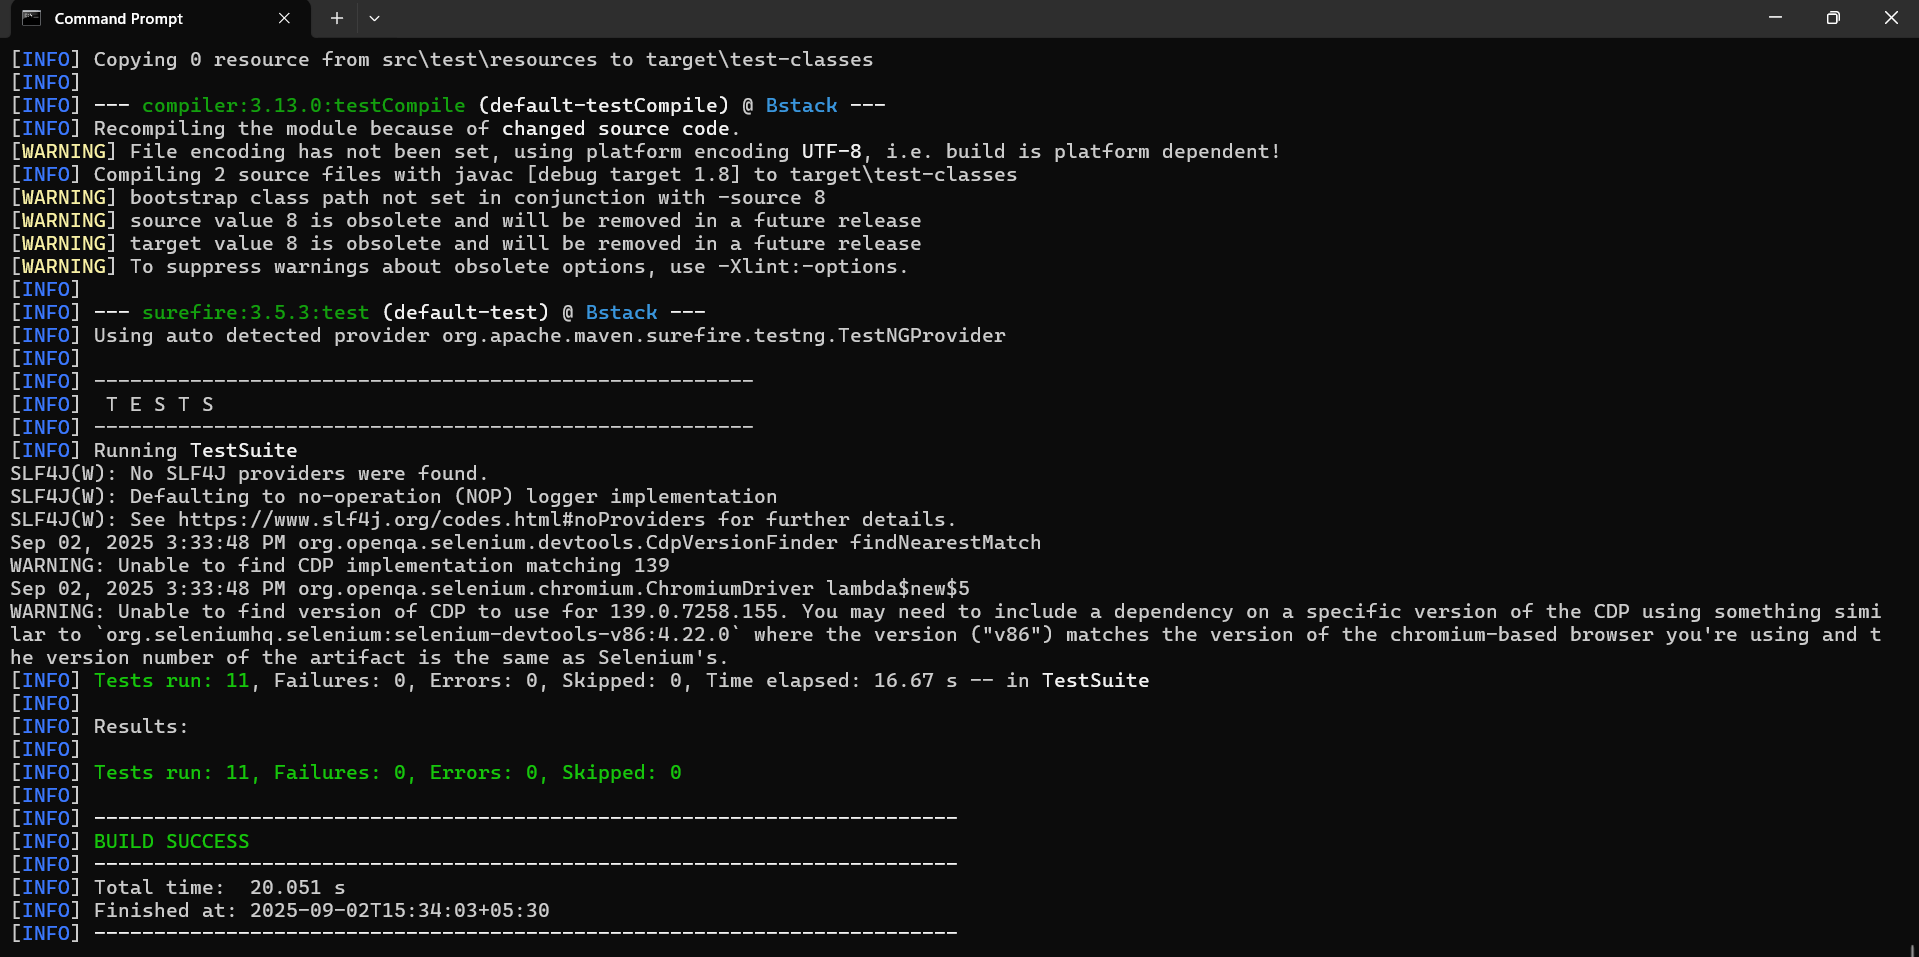 Command Prompt
[INFO] Copying 0 resource from src\test\resources to target\test-classes
[INFO]
[INFO] --- compiler:3.13.0:testCompile (default-testCompile) @ Bstack ---
[INFO] Recompiling the module because of changed source code.
[WARNING] File encoding has not been set, using platform encoding UTF-8, i.e. build is platform dependent!
[INFO] Compiling 2 source files with javac [debug target 1.8] to target\test-classes
[WARNING] bootstrap class path not set in conjunction with -source 8
[WARNING] source value 8 is obsolete and will be removed in a future release
[WARNING] target value 8 is obsolete and will be removed in a future release
[WARNING] To suppress warnings about obsolete options, use -Xlint:-options.
[INFO]
[INFO] --- surefire:3.5.3:test (default-test) @ Bstack ---
[INFO] Using auto detected provider org.apache.maven.surefire.testng.TestNGProvider
[INFO]
[INFO] -------------------------------------------------------
[INFO]  T E S T S
[INFO] -------------------------------------------------------
[INFO] Running TestSuite
SLF4J(W): No SLF4J providers were found.
SLF4J(W): Defaulting to no-operation (NOP) logger implementation
SLF4J(W): See https://www.slf4j.org/codes.html#noProviders for further details.
Sep 02, 2025 3:33:48 PM org.openqa.selenium.devtools.CdpVersionFinder findNearestMatch
WARNING: Unable to find CDP implementation matching 139
Sep 02, 2025 3:33:48 PM org.openqa.selenium.chromium.ChromiumDriver lambda$new$5
WARNING: Unable to find version of CDP to use for 139.0.7258.155. You may need to include a dependency on a specific version of the CDP using something simi
lar to `org.seleniumhq.selenium:selenium-devtools-v86:4.22.0` where the version ("v86") matches the version of the chromium-based browser you're using and t
he version number of the artifact is the same as Selenium's.
[INFO] Tests run: 11, Failures: 0, Errors: 0, Skipped: 0, Time elapsed: 16.67 s -- in TestSuite
[INFO]
[INFO] Results:
[INFO]
[INFO] Tests run: 11, Failures: 0, Errors: 0, Skipped: 0
[INFO]
[INFO] ------------------------------------------------------------------------
[INFO] BUILD SUCCESS
[INFO] ------------------------------------------------------------------------
[INFO] Total time:  20.051 s
[INFO] Finished at: 2025-09-02T15:34:03+05:30
[INFO] ------------------------------------------------------------------------